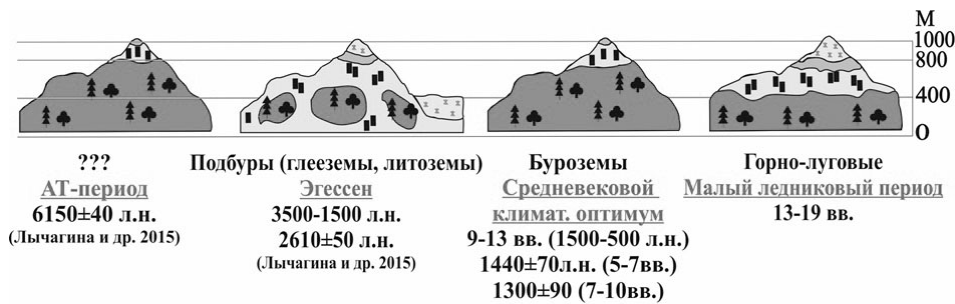 М
1000
800
400
0
???
АТ-период
6150±40 л.н.
(Лычагина и др. 2015)
Подбуры (глееземы, литоземы)
Эгессен
3500-1500 л.н.
2610±50 л.н.
(Лычагина и др. 2015)
Буроземы
Средневековой
климат. оптимум
9-13 вв. (1500-500 л.н.)
1440±70л.н. (5-7вв.)
1300±90 (7-10вв.)
Горно-луговые
Малый ледниковый период
13-19 вв.